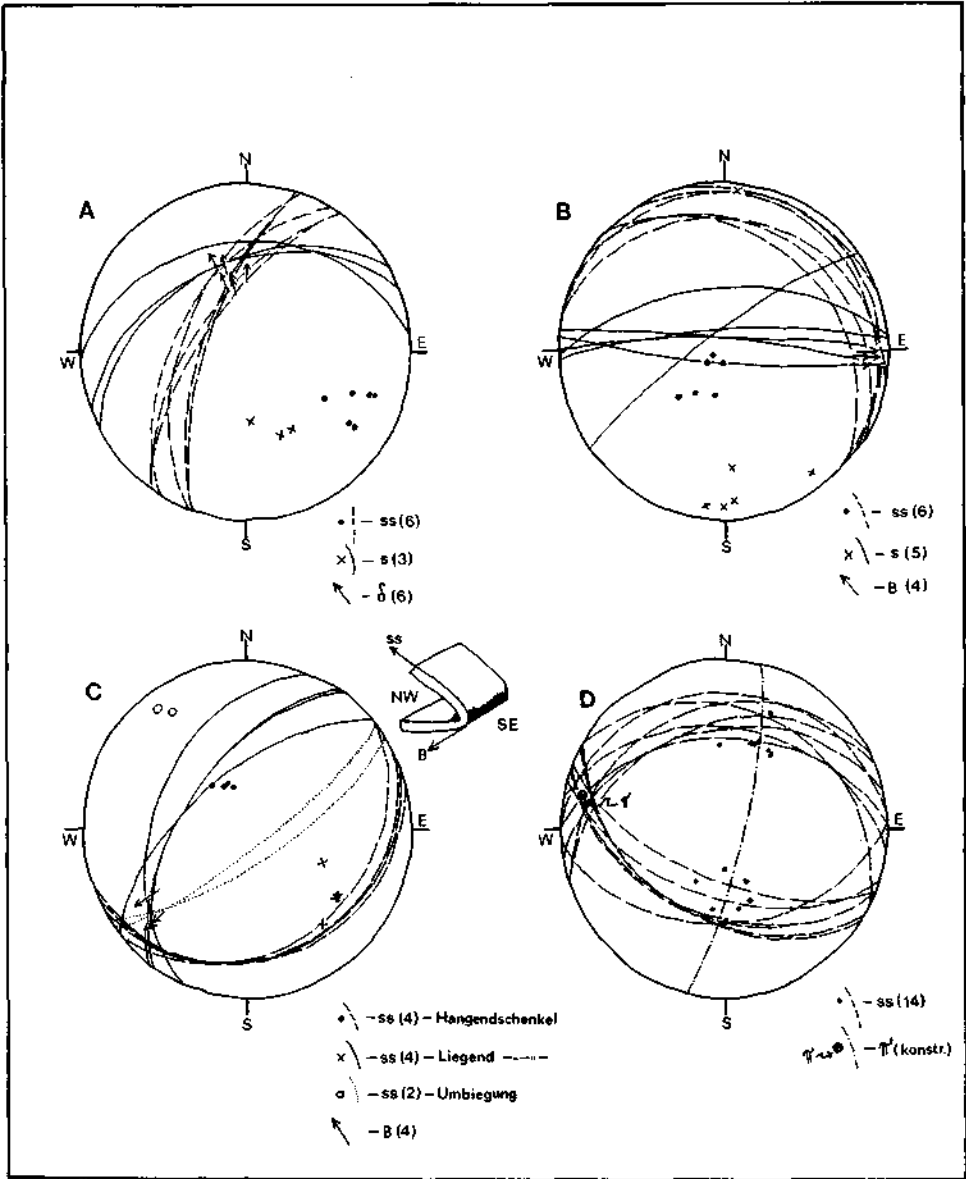 A
N
W
E
S
ss (6)
s (3)
δ (6)
B
N
W
E
S
ss (6)
s (5)
B (4)
C
N
W
E
S
ss
NW
SE
B
ss (4) – Hangendschenkel
ss (4) – Liegend
ss (2) – Umbiegung
B (4)
D
N
W
E
S
π
ss (14)
π – π (konstr.)